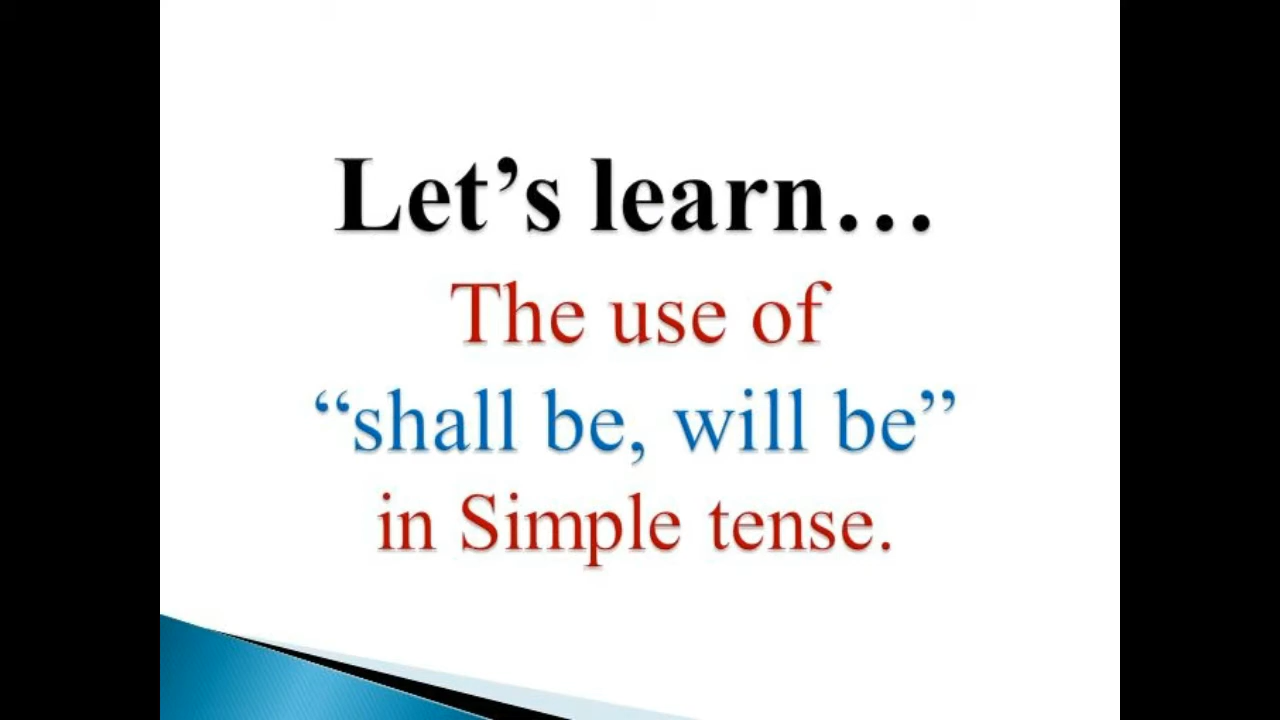 Let’s learn…
The use of
“shall be, will be”
in Simple tense.